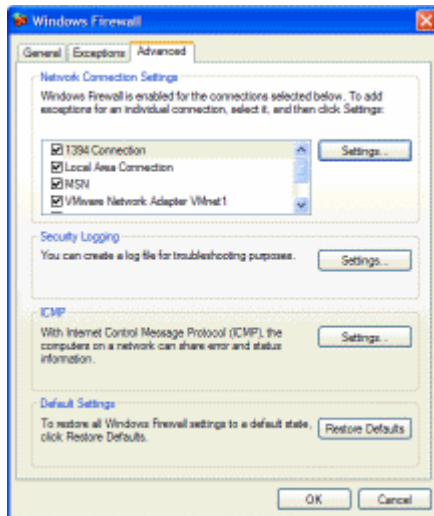 Windows Firewall
General Exceptions Advanced
Network Connection Settings
Windows Firewall is enabled for the connections selected below. To add
exceptions for an individual connection, select it, and then click Settings:
1394 Connection
Local Area Connection
MSN
VMware Network Adapter VMnet1
Settings...
Security Logging
You can create a log file for troubleshooting purposes.
Settings...
ICMP
With Internet Control Message Protocol (ICMP), the
computers on a network can share error and status
information.
Settings...
Default Settings
To restore all Windows Firewall settings to a default state,
click Restore Defaults.
Restore Defaults
OK Cancel